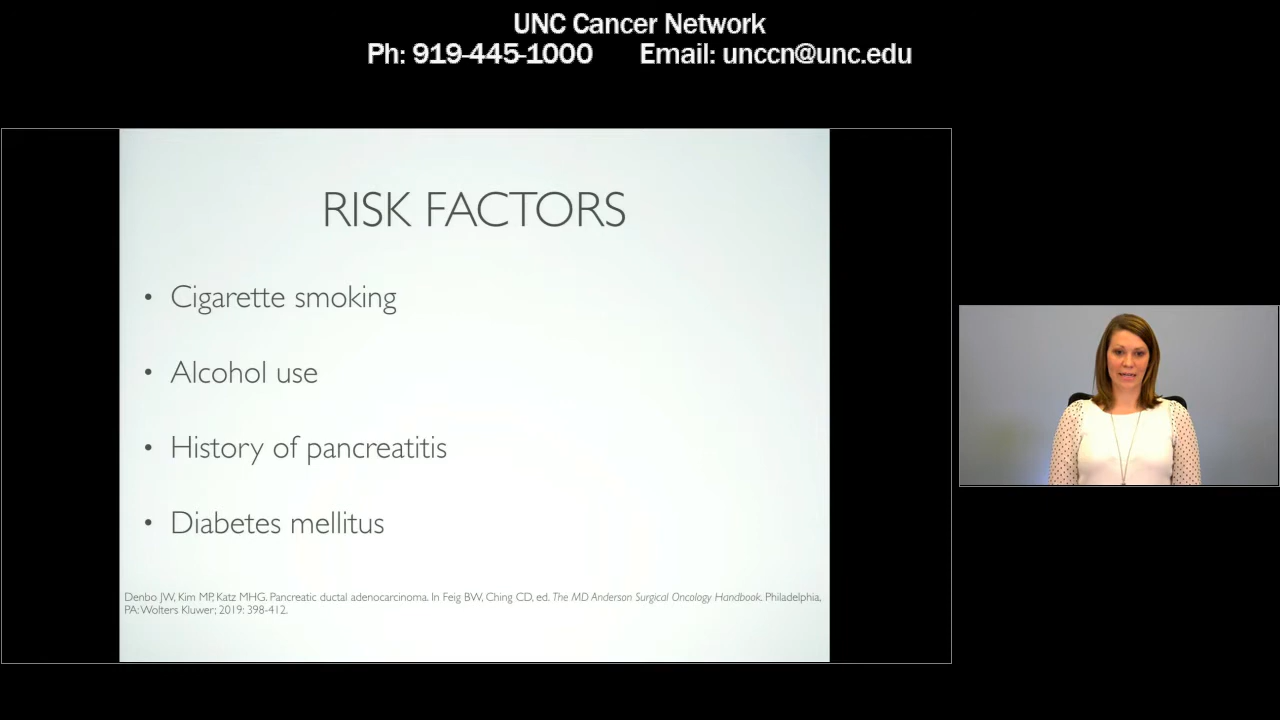 UNC Cancer Network
Ph: 919-445-1000 Email: unccn@unc.edu
RISK FACTORS
• Cigarette smoking
• Alcohol use
• History of pancreatitis
• Diabetes mellitus
Denbo JW, Kim MP, Katz MHG. Pancreatic ductal adenocarcinoma. In Feig BW, Ching CD, ed. The MD Anderson Surgical Oncology Handbook. Philadelphia,
PA: Wolters Kluwer; 2019: 398-412.